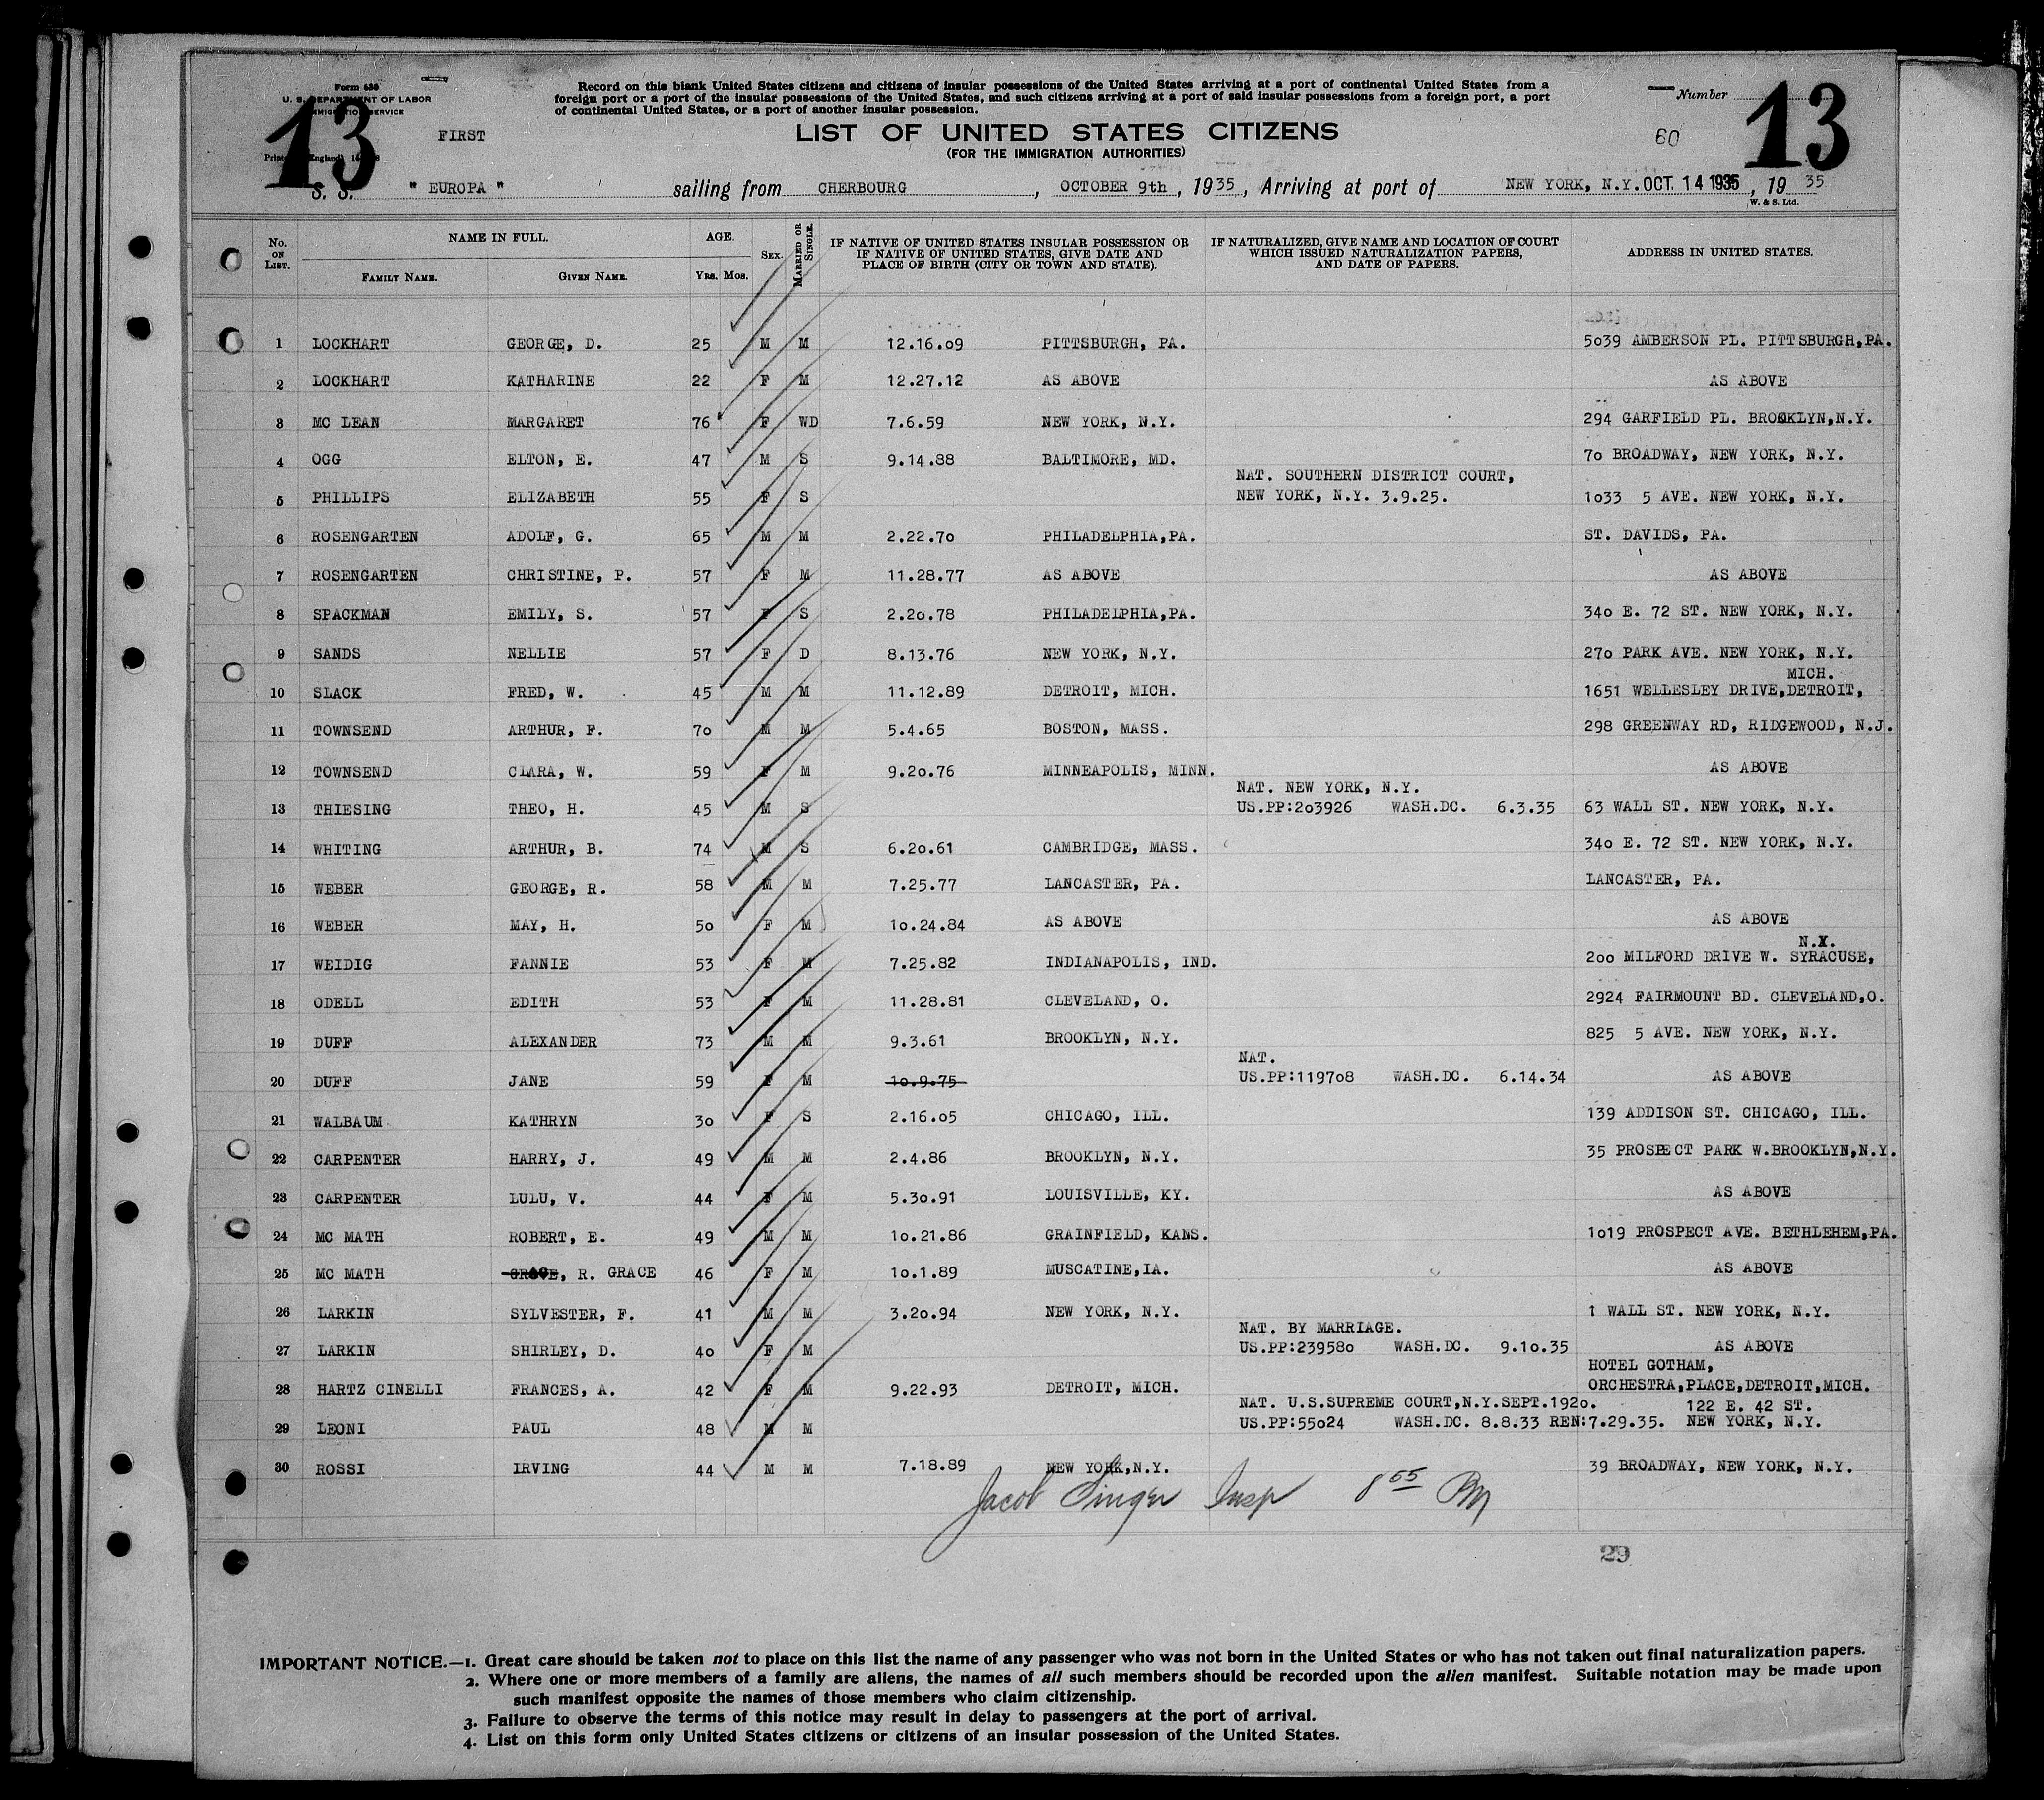 Form 630
U. S. DEPARTMENT OF LABOR
IMMIGRATION SERVICE
13
FIRST
Record on this blank United States citizens and citizens of insular possessions of the United States arriving at a port of continental United States from a
foreign port or a port of the insular possessions of the United States, and such citizens arriving at a port of said insular possessions from a foreign port, a port
of continental United States, or a port of another insular possession.
Number 13
LIST OF UNITED STATES CITIZENS
(FOR THE IMMIGRATION AUTHORITIES)
60
S. S. " EUROPA " sailing from CHERBOURG, OCTOBER 9th, 1935, Arriving at port of NEW YORK, N.Y. OCT. 14 1935, 19 35
W. & S. Ltd.
No. ON LIST. NAME IN FULL. FAMILY NAME. GIVEN NAME. AGE. YRS. MOS. SEX. MARRIED OR SINGLE. IF NATIVE OF UNITED STATES INSULAR POSSESSION OR IF NATIVE OF UNITED STATES, GIVE DATE AND PLACE OF BIRTH (CITY OR TOWN AND STATE). IF NATURALIZED, GIVE NAME AND LOCATION OF COURT WHICH ISSUED NATURALIZATION PAPERS, AND DATE OF PAPERS. ADDRESS IN UNITED STATES.
1 LOCKHART GEORGE, D. 25 M M 12.16.09 PITTSBURGH, PA. 5039 AMBERSON PL. PITTSBURGH,PA.
2 LOCKHART KATHARINE 22 F M 12.27.12 AS ABOVE AS ABOVE
3 MC LEAN MARGARET 76 F WD 7.6.59 NEW YORK, N.Y. 294 GARFIELD PL. BROOKLYN,N.Y.
4 OGG ELTON, E. 47 M S 9.14.88 BALTIMORE, MD. 70 BROADWAY, NEW YORK, N.Y.
NAT. SOUTHERN DISTRICT COURT,
5 PHILLIPS ELIZABETH 55 F S NEW YORK, N.Y. 3.9.25. 1033 5 AVE. NEW YORK, N.Y.
6 ROSENGARTEN ADOLF, G. 65 M M 2.22.70 PHILADELPHIA,PA. ST. DAVIDS, PA.
7 ROSENGARTEN CHRISTINE, P. 57 F M 11.28.77 AS ABOVE AS ABOVE
8 SPACKMAN EMILY, S. 57 F S 2.20.78 PHILADELPHIA,PA. 340 E. 72 ST. NEW YORK, N.Y.
9 SANDS NELLIE 57 F D 8.13.76 NEW YORK, N.Y. 270 PARK AVE. NEW YORK, N.Y.
MICH.
10 SLACK FRED, W. 45 M M 11.12.89 DETROIT, MICH. 1651 WELLESLEY DRIVE,DETROIT,
11 TOWNSEND ARTHUR, F. 70 M M 5.4.65 BOSTON, MASS. 298 GREENWAY RD, RIDGEWOOD, N.J.
12 TOWNSEND CLARA, W. 59 F M 9.20.76 MINNEAPOLIS, MINN. AS ABOVE
NAT. NEW YORK, N.Y.
13 THIESING THEO, H. 45 M S US.PP:203926 WASH.DC. 6.3.35 63 WALL ST. NEW YORK, N.Y.
14 WHITING ARTHUR, B. 74 M S 6.20.61 CAMBRIDGE, MASS. 340 E. 72 ST. NEW YORK, N.Y.
15 WEBER GEORGE, R. 58 M M 7.25.77 LANCASTER, PA. LANCASTER, PA.
16 WEBER MAY, H. 50 F M 10.24.84 AS ABOVE AS ABOVE
N.Y.
17 WEIDIG FANNIE 53 F M 7.25.82 INDIANAPOLIS, IND. 200 MILFORD DRIVE W. SYRACUSE,
18 ODELL EDITH 53 F M 11.28.81 CLEVELAND, O. 2924 FAIRMOUNT BD. CLEVELAND,O.
19 DUFF ALEXANDER 73 M M 9.3.61 BROOKLYN, N.Y. 825 5 AVE. NEW YORK, N.Y.
NAT.
20 DUFF JANE 59 F M 10.9.75 US.PP:119708 WASH.DC. 6.14.34 AS ABOVE
21 WALBAUM KATHRYN 30 F S 2.16.05 CHICAGO, ILL. 139 ADDISON ST. CHICAGO, ILL.
22 CARPENTER HARRY, J. 49 M M 2.4.86 BROOKLYN, N.Y. 35 PROSPECT PARK W.BROOKLYN,N.Y.
23 CARPENTER LULU, V. 44 F M 5.30.91 LOUISVILLE, KY. AS ABOVE
24 MC MATH ROBERT, E. 49 M M 10.21.86 GRAINFIELD, KANS. 1019 PROSPECT AVE. BETHLEHEM,PA.
25 MC MATH R. GRACE 46 F M 10.1.89 MUSCATINE,IA. AS ABOVE
26 LARKIN SYLVESTER, F. 41 M M 3.20.94 NEW YORK, N.Y. 1 WALL ST. NEW YORK, N.Y.
NAT. BY MARRIAGE.
27 LARKIN SHIRLEY, D. 40 F M US.PP:239580 WASH.DC. 9.10.35 AS ABOVE
HOTEL GOTHAM,
28 HARTZ CINELLI FRANCES, A. 42 F M 9.22.93 DETROIT, MICH. ORCHESTRA,PLACE,DETROIT,MICH.
NAT. U.S.SUPREME COURT,N.Y.SEPT.1920. 122 E. 42 ST.
29 LEONI PAUL 48 M M US.PP:55024 WASH.DC. 8.8.33 REN:7.29.35. NEW YORK, N.Y.
30 ROSSI IRVING 44 M M 7.18.89 NEW YORK,N.Y. 39 BROADWAY, NEW YORK, N.Y.
Jacob Singer Insp 8 55 PM
29
IMPORTANT NOTICE.—1. Great care should be taken not to place on this list the name of any passenger who was not born in the United States or who has not taken out final naturalization papers.
2. Where one or more members of a family are aliens, the names of all such members should be recorded upon the alien manifest. Suitable notation may be made upon
such manifest opposite the names of those members who claim citizenship.
3. Failure to observe the terms of this notice may result in delay to passengers at the port of arrival.
4. List on this form only United States citizens or citizens of an insular possession of the United States.